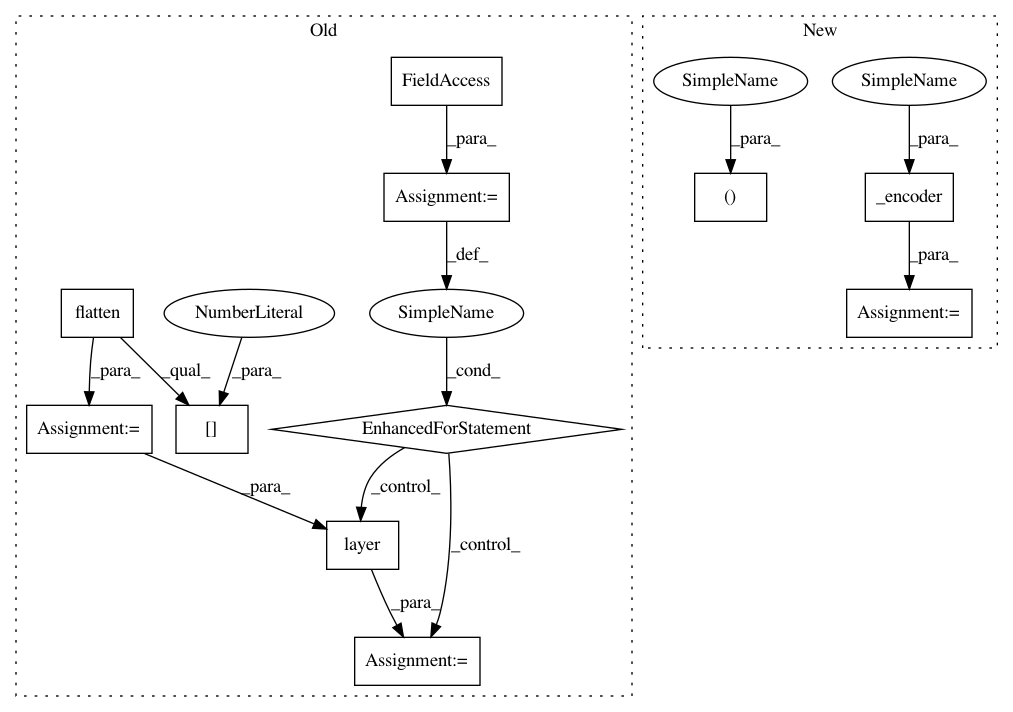 Old
New
FieldAccess
SimpleName
SimpleName
_para_
_para_
_para_
Assignment:=
()
_encoder
_def_
_para_
flatten
NumberLiteral
SimpleName
Assignment:=
_para_
_qual_
_para_
_cond_
Assignment:=
[]
EnhancedForStatement
_para_
_control_
_control_
layer
_para_
Assignment:=